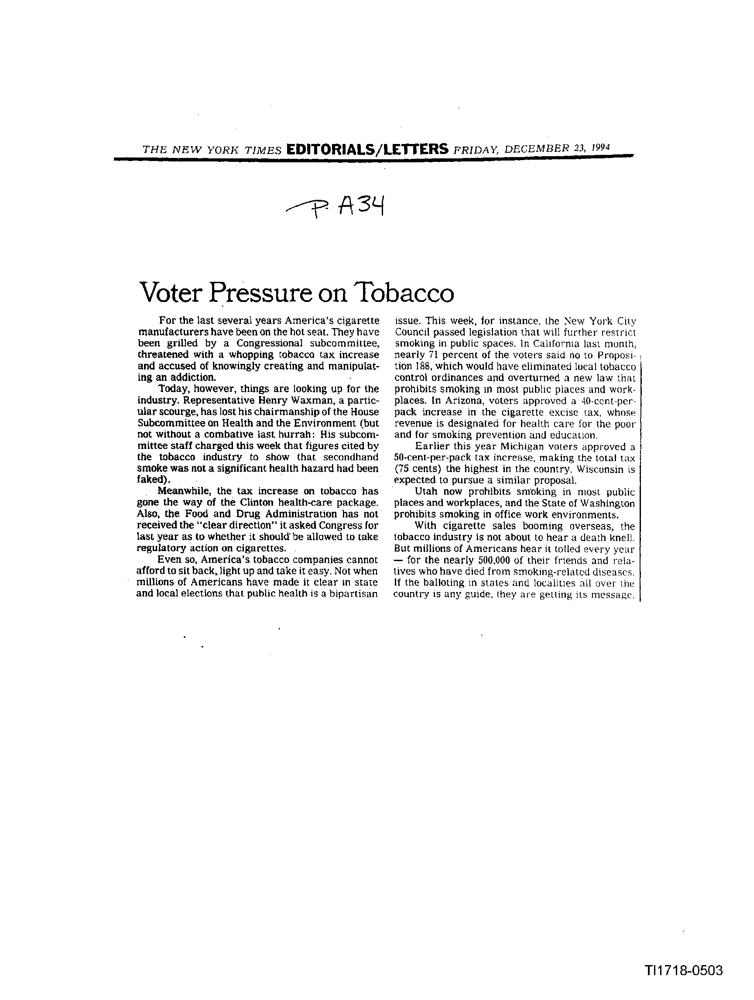 THE NEW YORK TIMES EDITORIALS/LETTERS FRIDAY, DECEMBER 23, 1994
P. A34
Voter Pressure on Tobacco
For the last several years America's cigarette
manufacturers have been on the hot seat. They have
been grilled by a Congressional subcommittee,
threatened with a whopping tobacco tax increase
and accused of knowingly creating and manipulat-
ing an addiction.
Today, however, things are looking up for the
industry. Representative Henry Waxman, a partic-
ular scourge, has lost his chairmanship of the House
Subcommittee on Health and the Environment (but
not without a combative last hurrah: His subcom-
mittee staff charged this week that figures cited by
the tobacco industry to show that secondhand
smoke was not a significant health hazard had been
faked).
Meanwhile, the tax increase on tobacco has
gone the way of the Clinton health-care package.
Also, the Food and Drug Administration has not
received the "clear direction" it asked Congress for
last year as to whether it should be allowed to take
regulatory action on cigarettes.
Even so, America's tobacco companies cannot
afford to sit back, light up and take it easy. Not when
millions of Americans have made it clear in state
and local elections that public health is a bipartisan
issue. This week, for instance, the New York City
Council passed legislation that will further restrict
smoking in public spaces. In California last month,
nearly 71 percent of the voters said no to Proposi-
tion 188, which would have eliminated local tobacco
control ordinances and overturned a new law that
prohibits smoking in most public places and work-
places. In Arizona, voters approved a 40-cent-per-
pack increase in the cigarette excise tax, whose
revenue is designated for health care for the poor
and for smoking prevention and education.
Earlier this year Michigan voters approved a
50-cent-per-pack tax increase, making the total tax
(75 cents) the highest in the country. Wisconsin is
expected to pursue a similar proposal.
Utah now prohibits smoking in most public
places and workplaces, and the State of Washington
prohibits smoking in office work environments.
With cigarette sales booming overseas, the
tobacco industry is not about to hear a death knell.
But millions of Americans hear it tolled every year
— for the nearly 500,000 of their friends and rela-
tives who have died from smoking-related diseases.
If the balloting in states and localities all over the
country is any guide, they are getting its message.
TI1718-0503